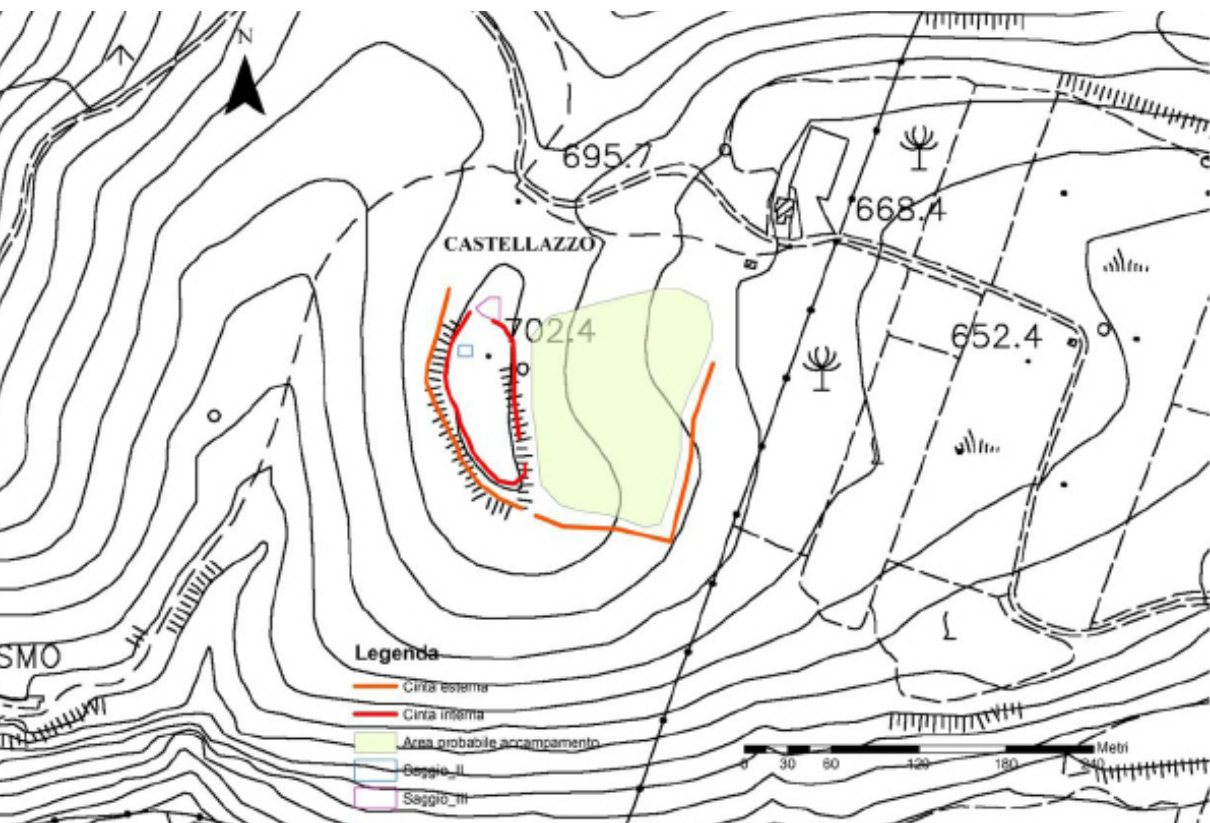 N
695.7
668.4
CASTELLAZZO
702.4
652.4
SMO
Legenda
Cinta esterna
Cinta interna
Area probabile accampamento
Saggio_II
Saggio_III
Metri
0 30 60 120 180 240